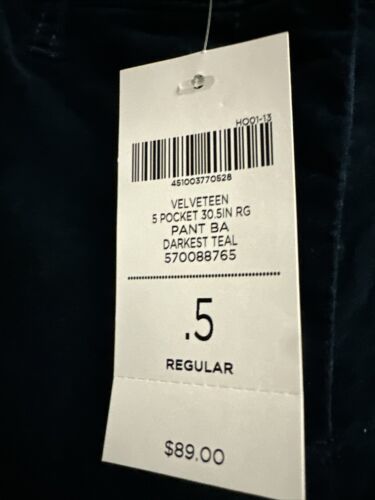 HO01-13
451003770528
VELVETEEN
5 POCKET 30.5IN RG
PANT BA
DARKEST TEAL
570088765
.5
REGULAR
$89.00